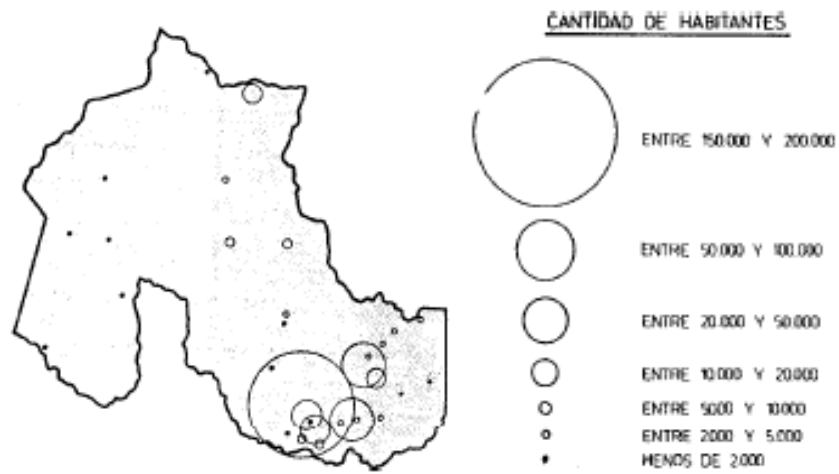 CANTIDAD DE HABITANTES
ENTRE 150.000 Y 200.000
ENTRE 50.000 Y 100.000
ENTRE 20.000 Y 50.000
ENTRE 10.000 Y 20.000
ENTRE 5000 Y 10.000
ENTRE 2000 Y 5.000
MENOS DE 2.000